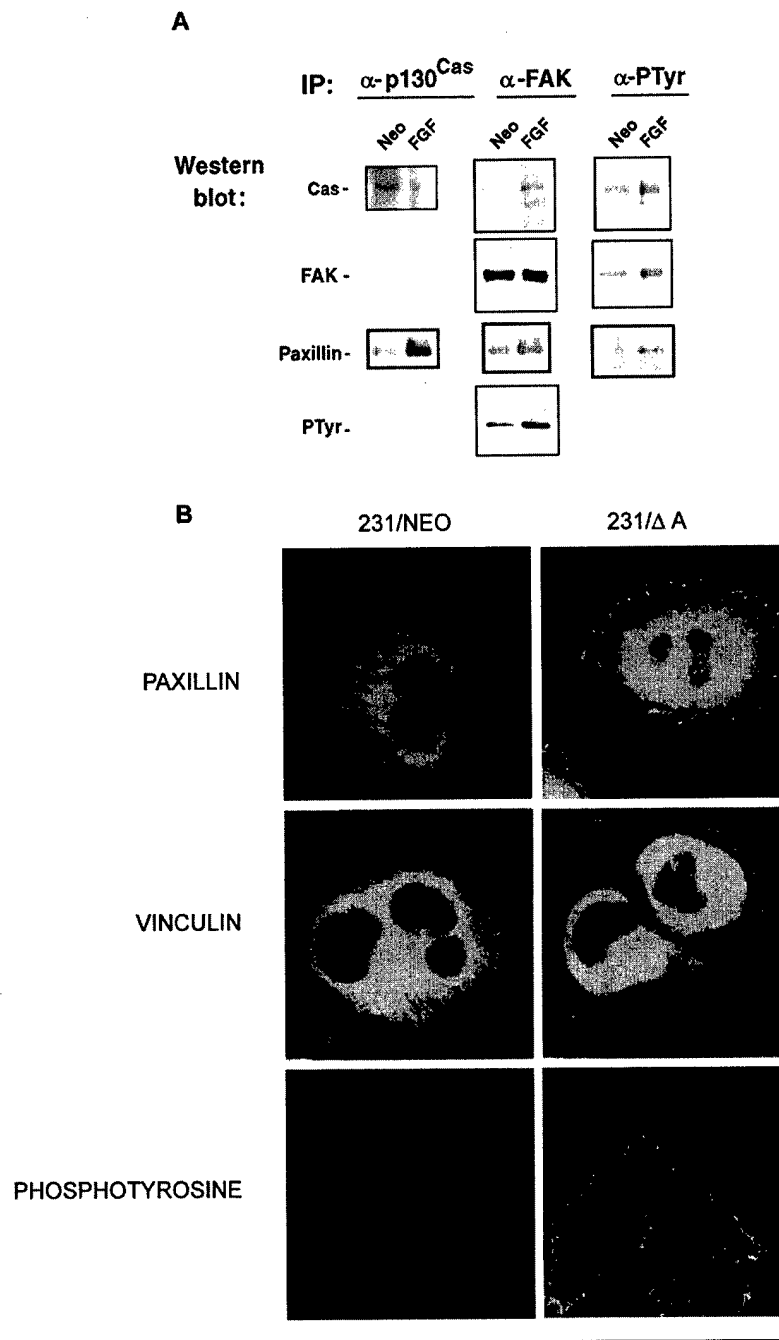 A
IP: α-p130Cas α-FAK α-PTyr
Neo FGF Neo FGF Neo FGF
Western
blot:
Cas-
FAK -
Paxillin-
PTyr-
B
231/NEO 231/Δ A
PAXILLIN
VINCULIN
PHOSPHOTYROSINE